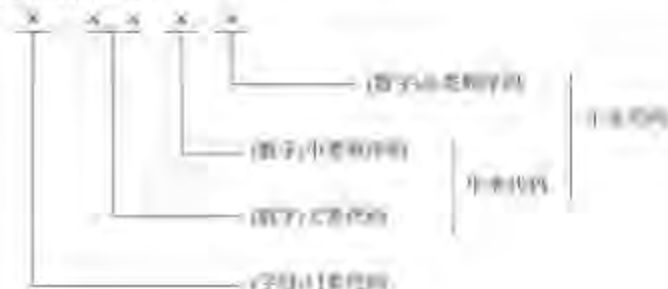 × ×× × ×
(数字)小类顺序码
小类代码
(数字)中类顺序码
中类代码
(数字)大类代码
(字母)门类代码